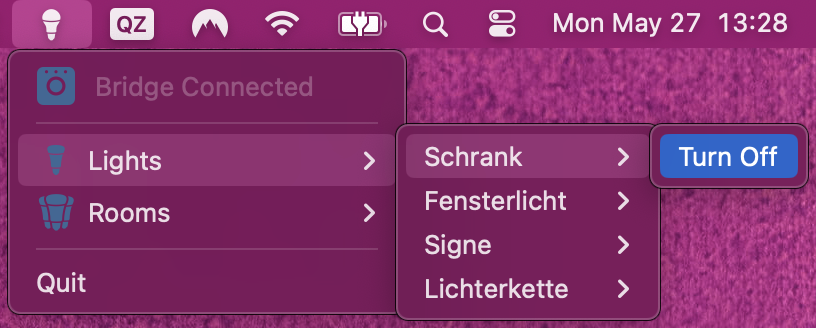 QZ Mon May 27 13:28
Bridge Connected
Lights
Rooms
Quit
Schrank
Fensterlicht
Signe
Lichterkette
Turn Off